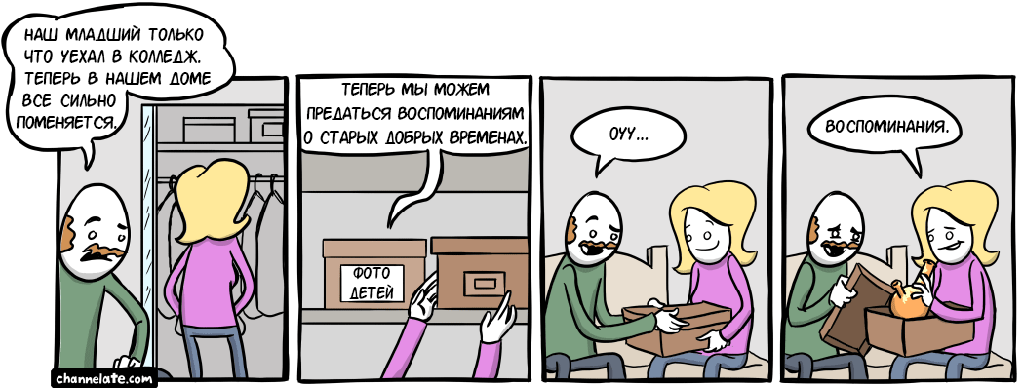 НАШ МЛАДШИЙ ТОЛЬКО
ЧТО УЕХАЛ В КОЛЛЕДЖ.
ТЕПЕРЬ В НАШЕМ ДОМЕ
ВСЕ СИЛЬНО
ПОМЕНЯЕТСЯ.
ТЕПЕРЬ МЫ МОЖЕМ
ПРЕДАТЬСЯ ВОСПОМИНАНИЯМ
О СТАРЫХ ДОБРЫХ ВРЕМЕНАХ.
ФОТО
ДЕТЕЙ
ОУУ...
ВОСПОМИНАНИЯ.
channelate.com